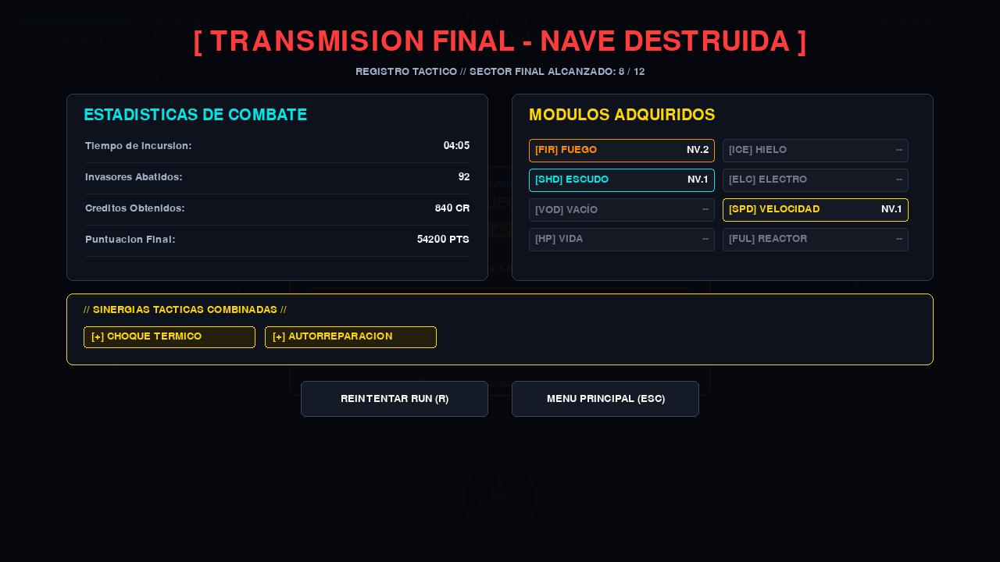 [ TRANSMISION FINAL - NAVE DESTRUIDA ]
REGISTRO TACTICO // SECTOR FINAL ALCANZADO: 8 / 12
ESTADISTICAS DE COMBATE
Tiempo de Incursion: 04:05
Invasores Abatidos: 92
Creditos Obtenidos: 840 CR
Puntuacion Final: 54200 PTS
MODULOS ADQUIRIDOS
[FIR] FUEGO NV.2 [ICE] HIELO --
[SHD] ESCUDO NV.1 [ELC] ELECTRO --
[VOD] VACÍO -- [SPD] VELOCIDAD NV.1
[HP] VIDA -- [FUL] REACTOR --
// SINERGIAS TACTICAS COMBINADAS //
[+] CHOQUE TERMICO [+] AUTORREPARACION
REINTENTAR RUN (R) MENU PRINCIPAL (ESC)